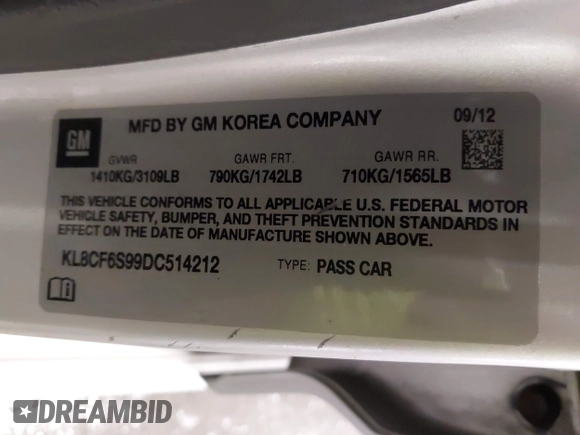 GM
MFD BY GM KOREA COMPANY
09/12
GVWR
GAWR FRT.
GAWR RR.
1410KG/3109LB
790KG/1742LB
710KG/1565LB
THIS VEHICLE CONFORMS TO ALL APPLICABLE U.S. FEDERAL MOTOR
VEHICLE SAFETY, BUMPER, AND THEFT PREVENTION STANDARDS IN
EFFECT ON THE DATE OF MANUFACTURE SHOWN ABOVE.
KL8CF6S99DC514212
TYPE: PASS CAR
DREAMBID